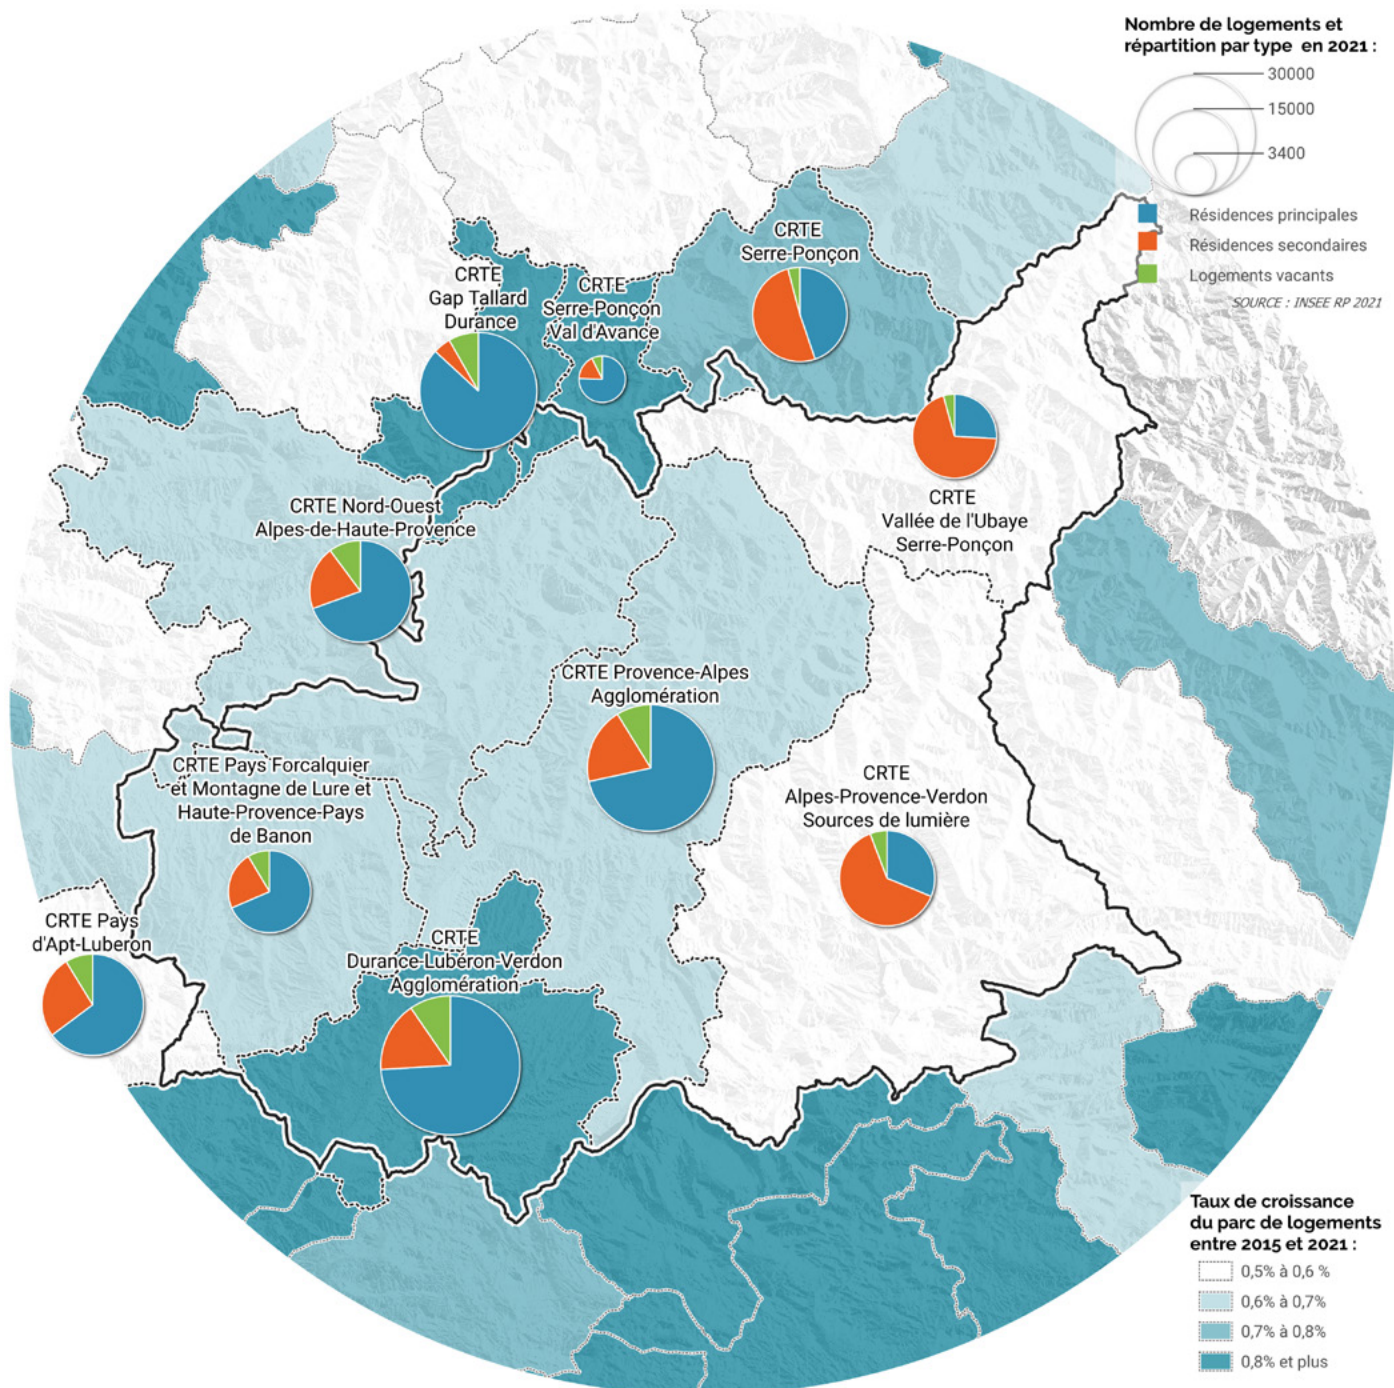 Nombre de logements et
répartition par type en 2021 :
30000
15000
3400
Résidences principales
Résidences secondaires
Logements vacants
SOURCE : INSEE RP 2021
CRTE
Serre-Ponçon
CRTE
Gap Tallard
Durance
CRTE
Serre-Ponçon
Val d'Avance
CRTE
Vallée de l'Ubaye
Serre-Ponçon
CRTE Nord-Ouest
Alpes-de-Haute-Provence
CRTE Provence-Alpes
Agglomération
CRTE Pays Forcalquier
et Montagne de Lure et
Haute-Provence-Pays
de Banon
CRTE
Alpes-Provence-Verdon
Sources de lumière
CRTE Pays
d'Apt-Luberon
CRTE
Durance-Lubéron-Verdon
Agglomération
Taux de croissance
du parc de logements
entre 2015 et 2021 :
0,5% à 0,6 %
0,6% à 0,7%
0,7% à 0,8%
0,8% et plus